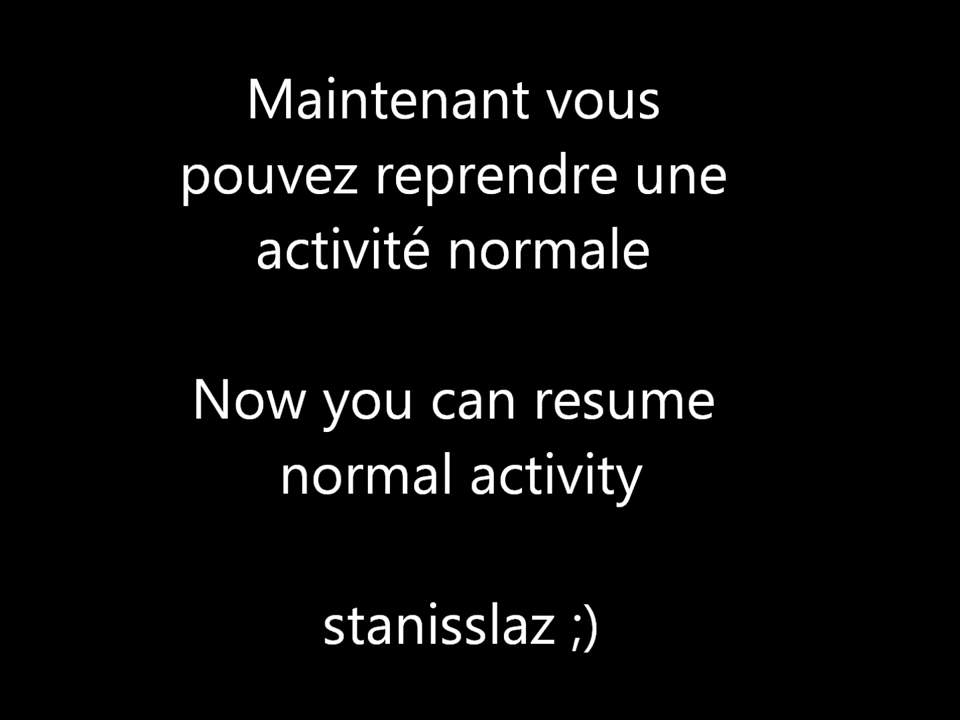 Maintenant vous
pouvez reprendre une
activité normale
Now you can resume
normal activity
stanisslaz ;)